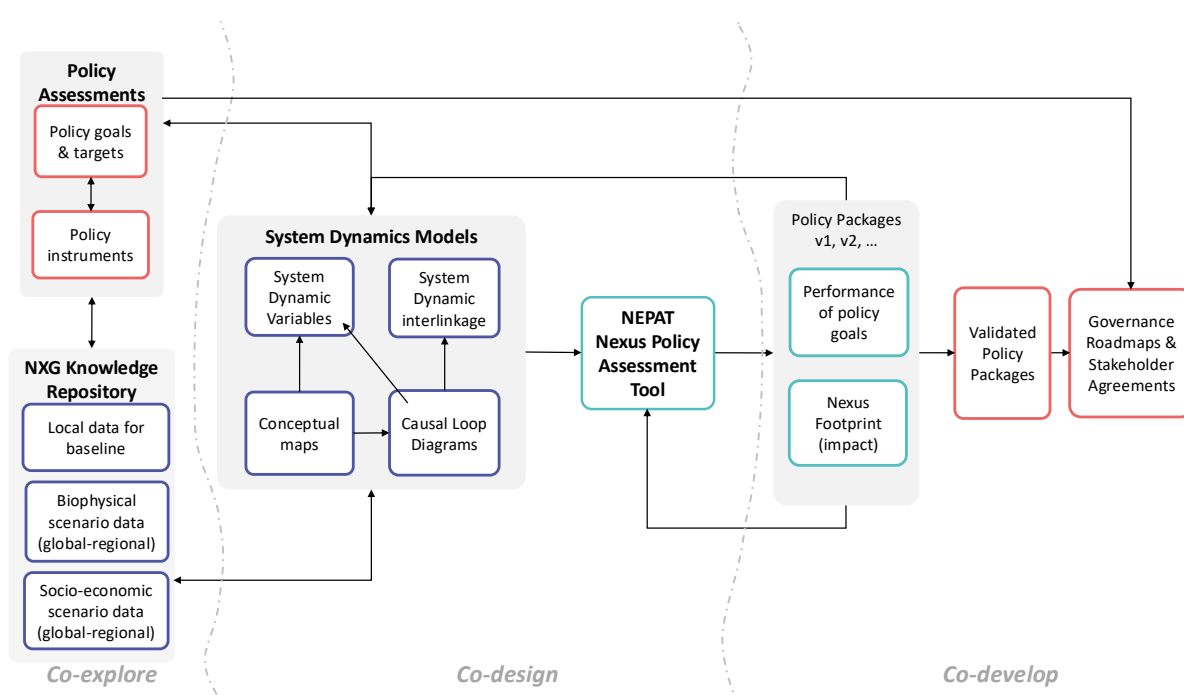 Policy
Assessments
Policy goals
& targets
Policy
instruments
NXG Knowledge
Repository
Local data for
baseline
Biophysical
scenario data
(global-regional)
Socio-economic
scenario data
(global-regional)
Co-explore
System Dynamics Models
System
Dynamic
Variables
System
Dynamic
interlinkage
Conceptual
maps
Causal Loop
Diagrams
NEPAT
Nexus Policy
Assessment
Tool
Co-design
Policy Packages
v1, v2, ...
Performance
of policy
goals
Nexus
Footprint
(impact)
Validated
Policy
Packages
Governance
Roadmaps &
Stakeholder
Agreements
Co-develop